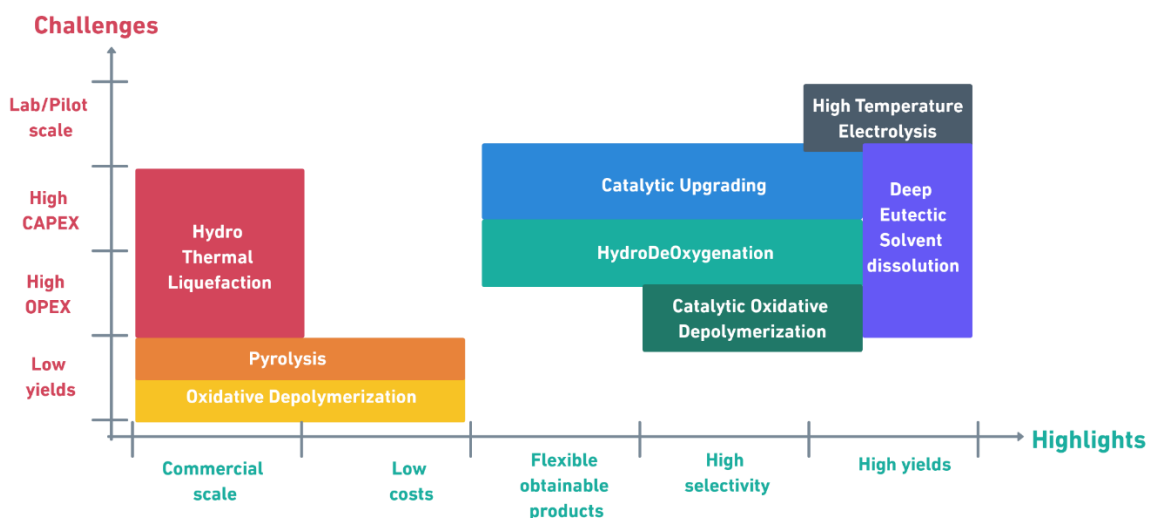 Challenges
Lab/Pilot
scale
High
CAPEX
High
OPEX
Low
yields
High Temperature
Electrolysis
Catalytic Upgrading
Deep
Eutectic
Solvent
dissolution
Hydro
Thermal
Liquefaction
HydroDeOxygenation
Catalytic Oxidative
Depolymerization
Pyrolysis
Oxidative Depolymerization
Commercial
scale
Low
costs
Flexible
obtainable
products
High
selectivity
High yields
Highlights